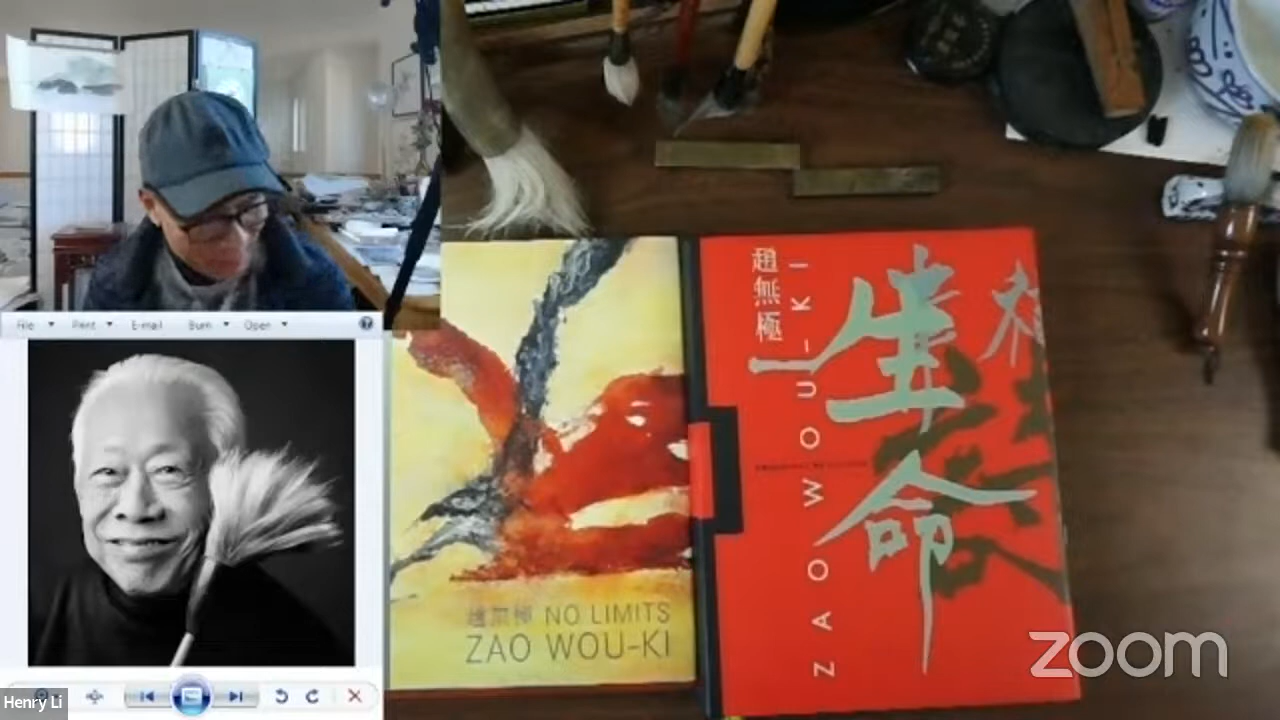 File Print E-mail Burn Open
Henry Li
趙無極 NO LIMITS
ZAO WOU-KI
趙無極
ZAO WOU-KI
生命
zoom